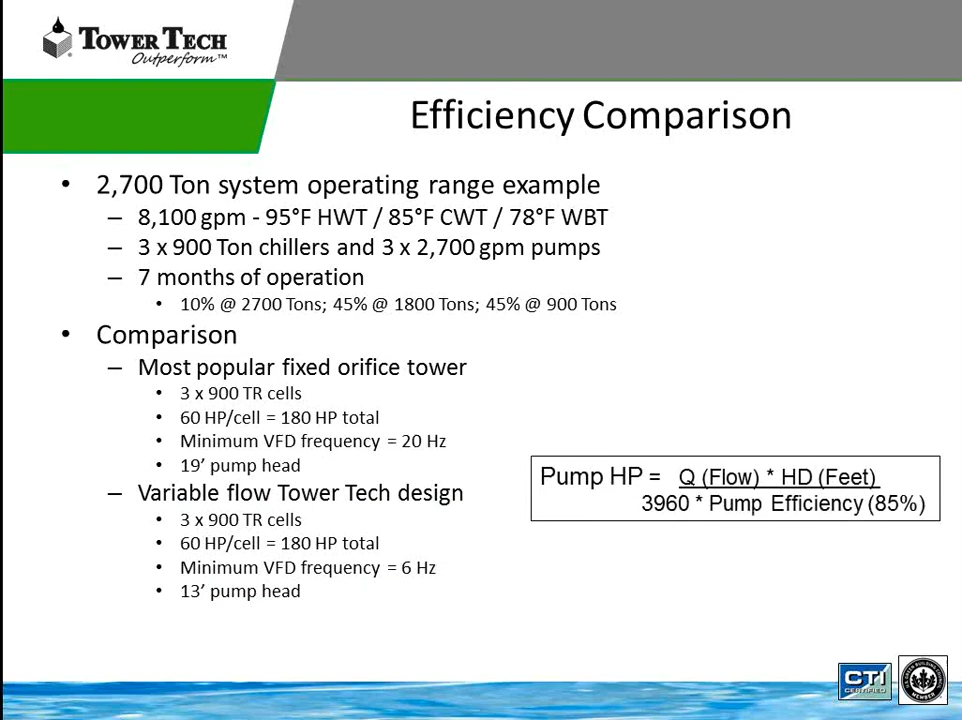 TOWER TECH
Outperform™
Efficiency Comparison
• 2,700 Ton system operating range example
– 8,100 gpm - 95°F HWT / 85°F CWT / 78°F WBT
– 3 x 900 Ton chillers and 3 x 2,700 gpm pumps
– 7 months of operation
• 10% @ 2700 Tons; 45% @ 1800 Tons; 45% @ 900 Tons
• Comparison
– Most popular fixed orifice tower
• 3 x 900 TR cells
• 60 HP/cell = 180 HP total
• Minimum VFD frequency = 20 Hz
• 19’ pump head
– Variable flow Tower Tech design
• 3 x 900 TR cells
• 60 HP/cell = 180 HP total
• Minimum VFD frequency = 6 Hz
• 13’ pump head
Pump HP = Q (Flow) * HD (Feet)
3960 * Pump Efficiency (85%)
CTI
CERTIFIED
MEMBER